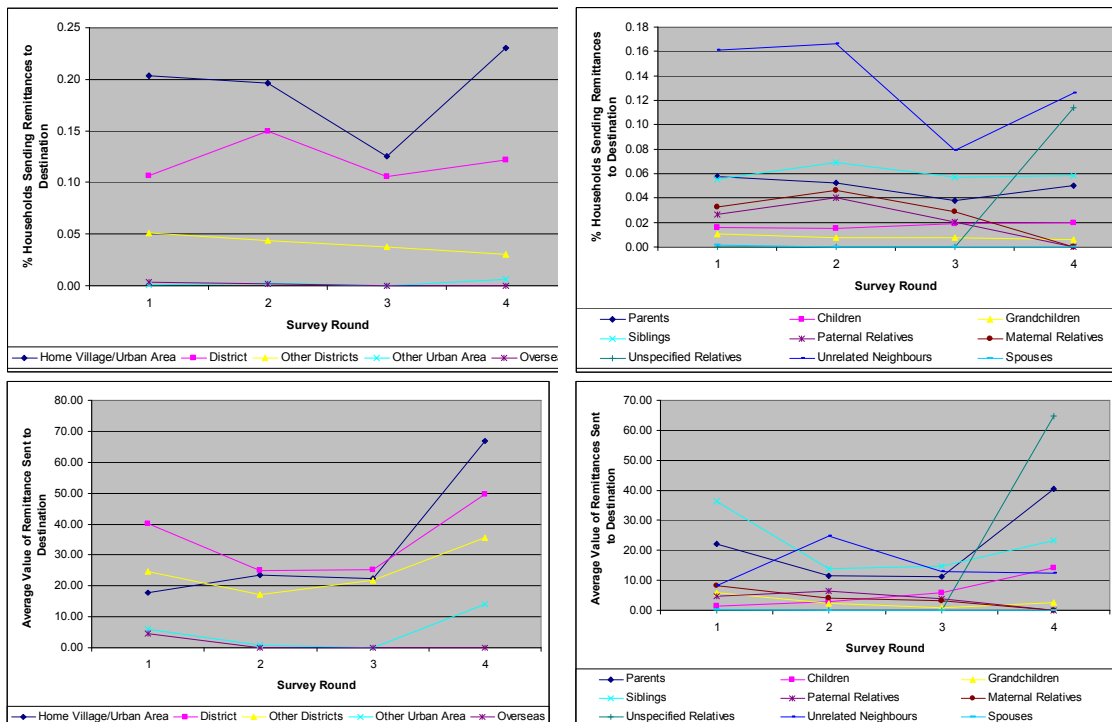 % Households Sending Remittances to
Destination
0.25
0.20
0.15
0.10
0.05
0.00
1 2 3 4
Survey Round
Home Village/Urban Area District Other Districts Other Urban Area Overseas
% Households Sending Remittances
to Destination
0.18
0.16
0.14
0.12
0.10
0.08
0.06
0.04
0.02
0.00
1 2 3 4
Survey Round
Parents Children Grandchildren
Siblings Paternal Relatives Maternal Relatives
Unspecified Relatives Unrelated Neighbours Spouses
Average Value of Remittance Sent to
Destination
80.00
70.00
60.00
50.00
40.00
30.00
20.00
10.00
0.00
1 2 3 4
Survey Round
Home Village/Urban Area District Other Districts Other Urban Area Overseas
Average Value of Remittances Sent
to Destination
70.00
60.00
50.00
40.00
30.00
20.00
10.00
0.00
1 2 3 4
Survey Round
Parents Children Grandchildren
Siblings Paternal Relatives Maternal Relatives
Unspecified Relatives Unrelated Neighbours Spouses